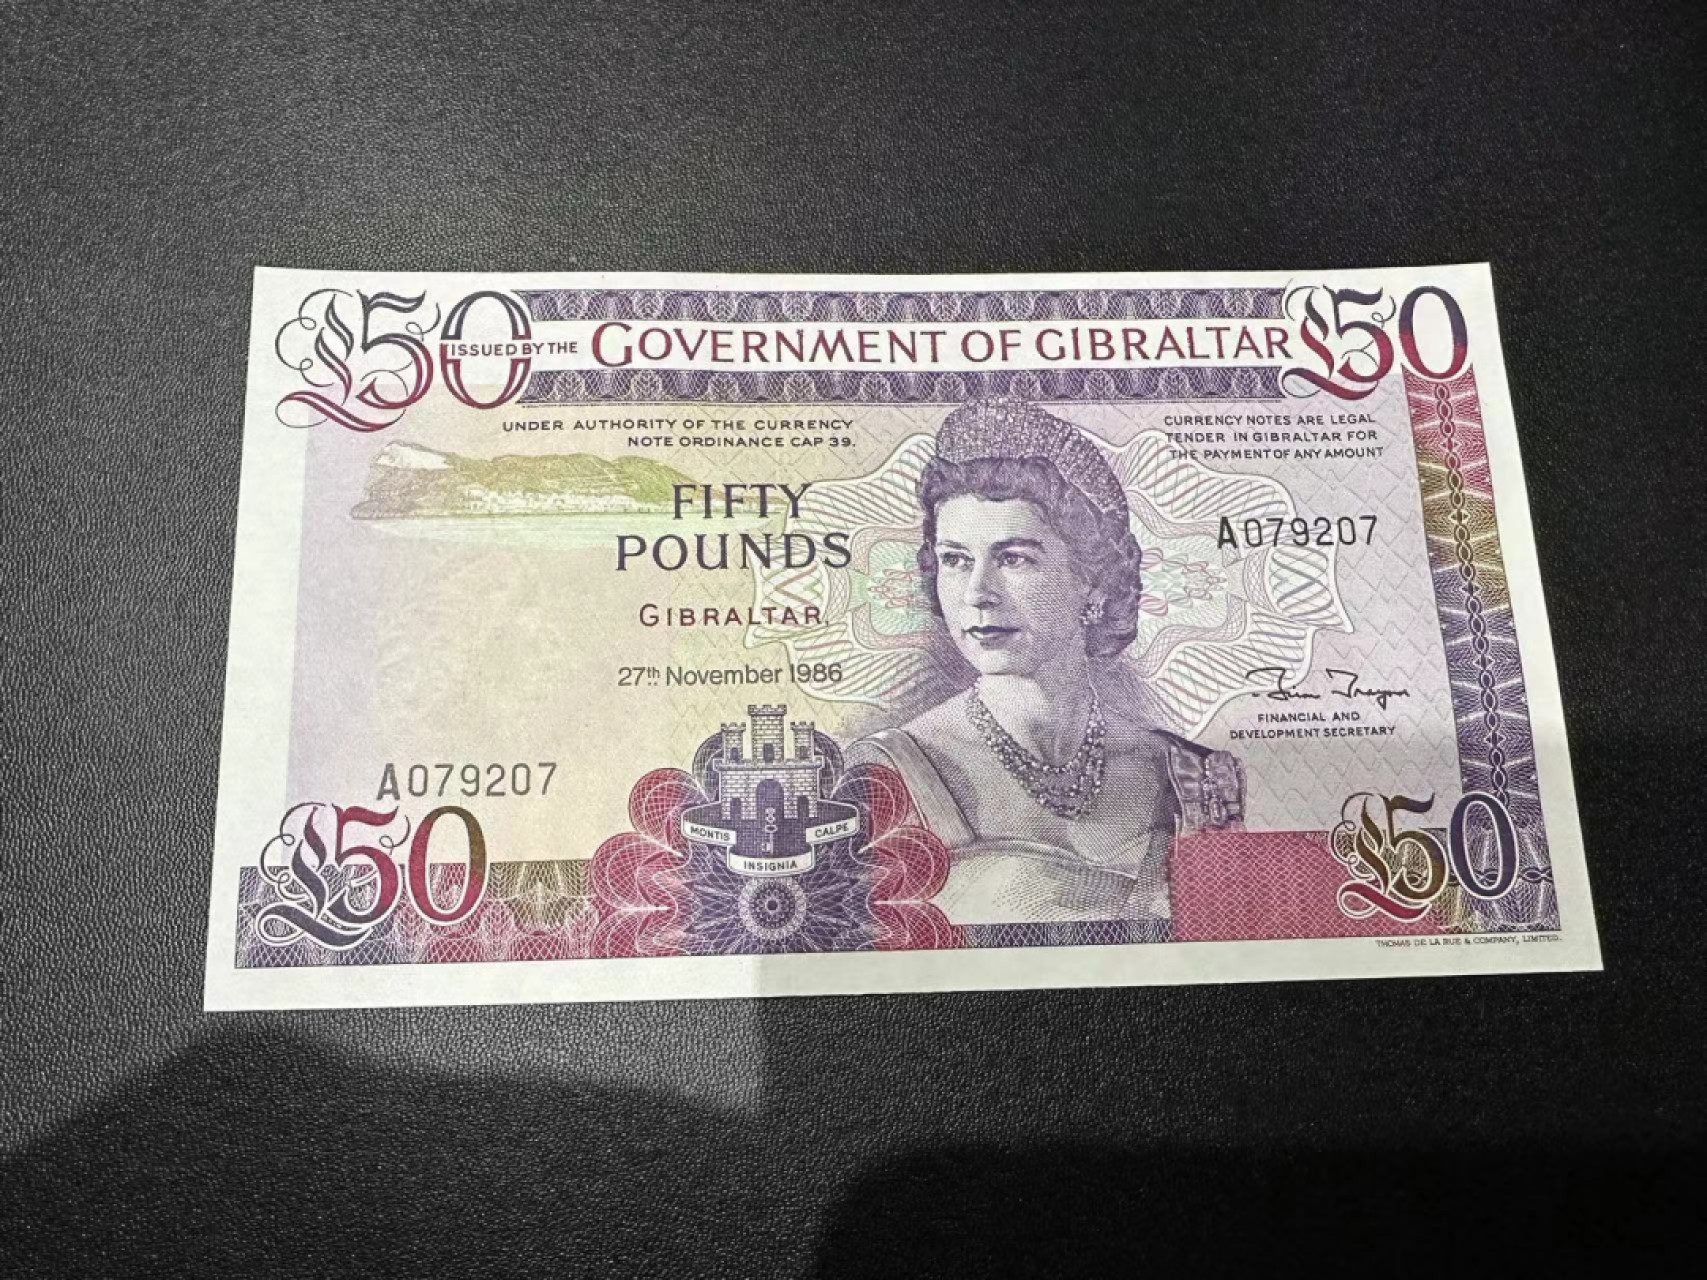 £50 ISSUED BY THE GOVERNMENT OF GIBRALTAR £50
UNDER AUTHORITY OF THE CURRENCY
NOTE ORDINANCE CAP 39.
CURRENCY NOTES ARE LEGAL
TENDER IN GIBRALTAR FOR
THE PAYMENT OF ANY AMOUNT
FIFTY
POUNDS
A079207
GIBRALTAR,
27th November 1986
FINANCIAL AND
DEVELOPMENT SECRETARY
A079207
MONTIS
CALPE
INSIGNIA
£50
£50
THOMAS DE LA RUE & COMPANY, LIMITED.